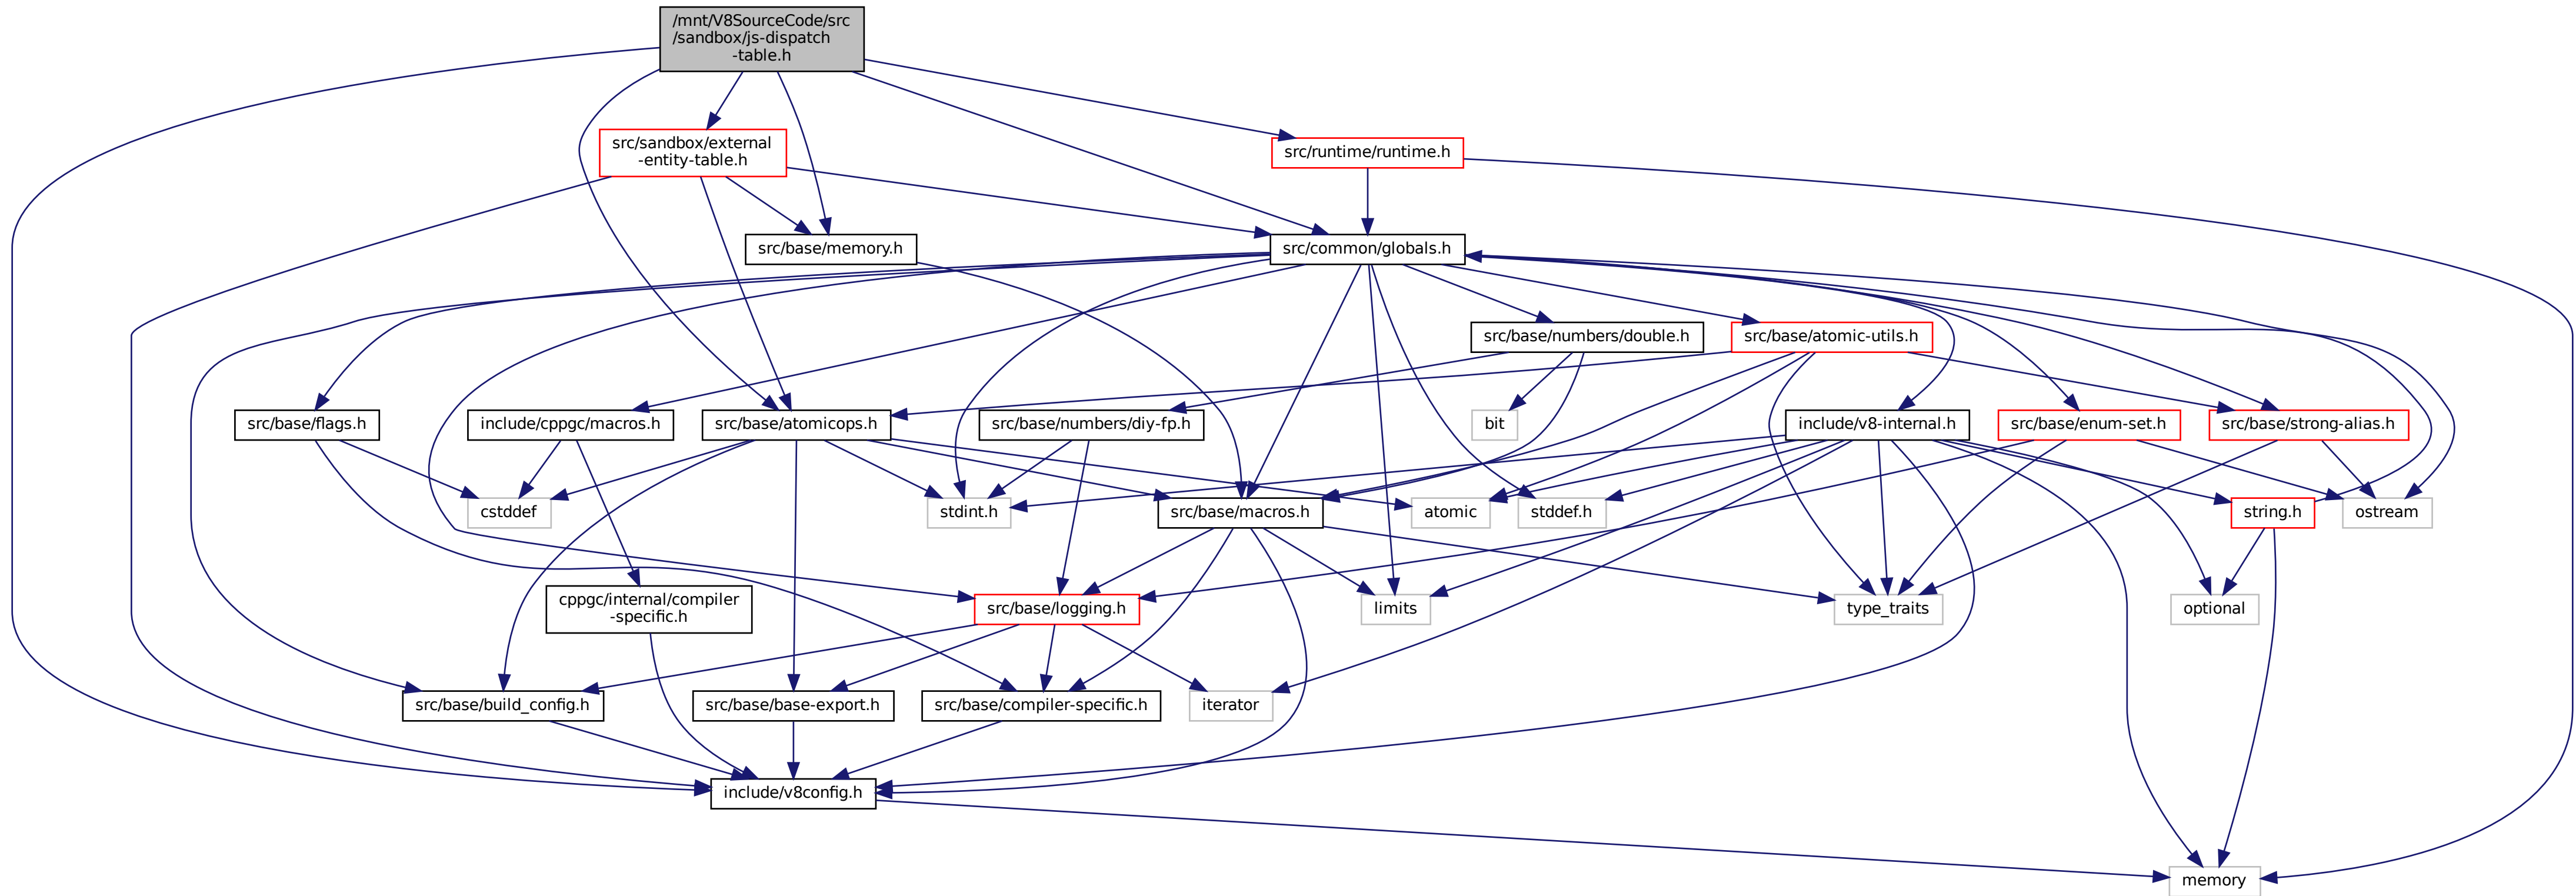 /mnt/V8SourceCode/src
/sandbox/js-dispatch
-table.h
src/sandbox/external
-entity-table.h
src/runtime/runtime.h
src/base/memory.h
src/common/globals.h
src/base/numbers/double.h
src/base/atomic-utils.h
src/base/flags.h
include/cppgc/macros.h
src/base/atomicops.h
src/base/numbers/diy-fp.h
bit
include/v8-internal.h
src/base/enum-set.h
src/base/strong-alias.h
cstddef
stdint.h
src/base/macros.h
atomic
stddef.h
string.h
ostream
cppgc/internal/compiler
-specific.h
src/base/logging.h
limits
type_traits
optional
src/base/build_config.h
src/base/base-export.h
src/base/compiler-specific.h
iterator
include/v8config.h
memory